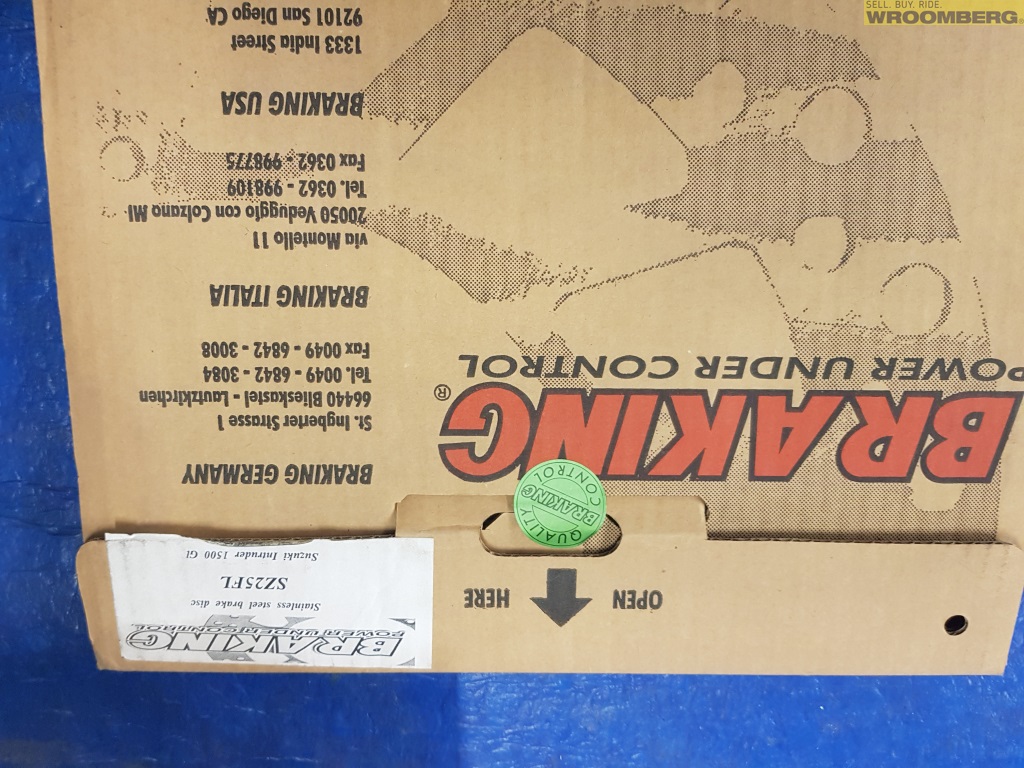 SELL. BUY. RIDE.
WROOMBERG
BRAKING
POWER UNDER CONTROL
Stainless steel brake disc
SZ25FL
Suzuki Intruder 1500 Gl
OPEN HERE
QUALITY
BRAKING
CONTROL
BRAKING®
POWER UNDER CONTROL
BRAKING GERMANY
St. Ingberter Strasse 1
66440 Blieskastel - Lautzkirchen
Tel. 0049 - 6842 - 3084
Fax 0049 - 6842 - 3008
BRAKING ITALIA
via Montello 11
20050 Veduggio con Colzano MI
Tel. 0362 - 998109
Fax 0362 - 998775
BRAKING USA
1333 India Street
92101 San Diego CA